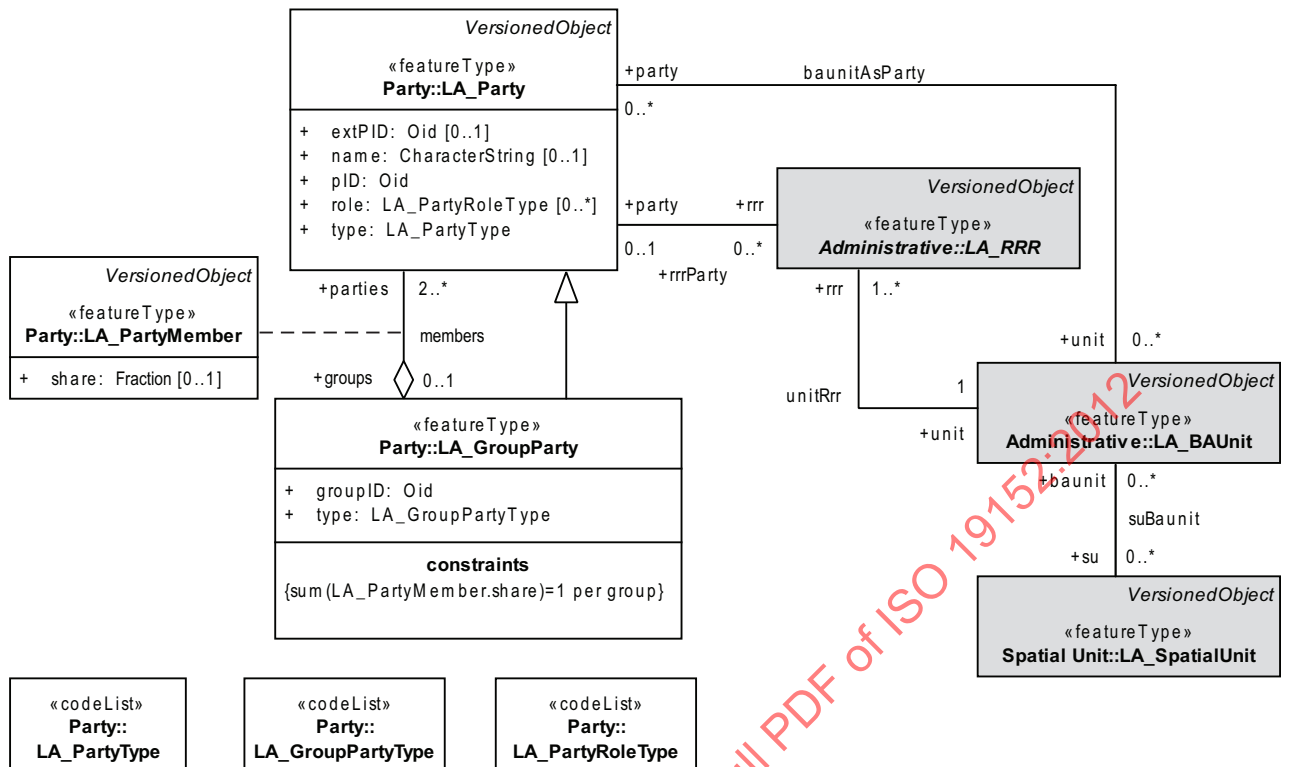 VersionedObject
«featureType»
Party::LA_Party
+ extPID: Oid [0..1]
+ name: CharacterString [0..1]
+ pID: Oid
+ role: LA_PartyRoleType [0..*]
+ type: LA_PartyType
+party
baunitAsParty
0..*
VersionedObject
«featureType»
Administrative::LA_RRR
+party
+rrr
0..1
0..*
+rrrParty
VersionedObject
«featureType»
Party::LA_PartyMember
+ share: Fraction [0..1]
+parties
2..*
members
+groups
0..1
+rrr
1..*
+unit
0..*
unitRrr
1
+unit
VersionedObject
«featureType»
Administrative::LA_BAUnit
«featureType»
Party::LA_GroupParty
+ groupID: Oid
+ type: LA_GroupPartyType
constraints
{sum(LA_PartyMember.share)=1 per group}
+baunit
0..*
suBaunit
+su
0..*
VersionedObject
«featureType»
Spatial Unit::LA_SpatialUnit
«codeList»
Party::
LA_PartyType
«codeList»
Party::
LA_GroupPartyType
«codeList»
Party::
LA_PartyRoleType
PDF of ISO 19152:2012